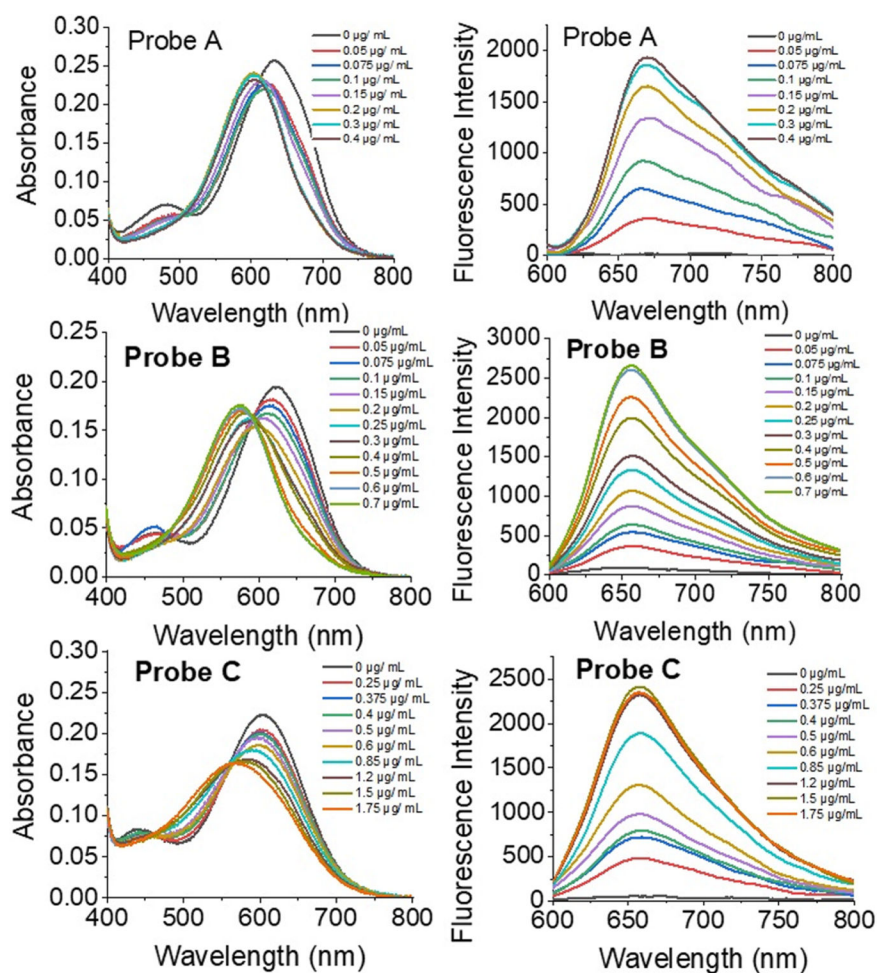 Probe A
0.30
0.25
0.20
0.15
0.10
0.05
0.00
Absorbance
0 µg/ mL
0.05 µg/ mL
0.075 µg/ mL
0.1 µg/ mL
0.15 µg/ mL
0.2 µg/ mL
0.3 µg/ mL
0.4 µg/ mL
400 500 600 700 800
Wavelength (nm)
Probe A
2000
1500
1000
500
0
Fluorescence Intensity
0 µg/mL
0.05 µg/mL
0.075 µg/mL
0.1 µg/mL
0.15 µg/mL
0.2 µg/mL
0.3 µg/mL
0.4 µg/mL
600 650 700 750 800
Wavelength (nm)
Probe B
0.25
0.20
0.15
0.10
0.05
0.00
Absorbance
0 µg/mL
0.05 µg/mL
0.075 µg/mL
0.1 µg/mL
0.15 µg/mL
0.2 µg/mL
0.25 µg/mL
0.3 µg/mL
0.4 µg/mL
0.5 µg/mL
0.6 µg/mL
0.7 µg/mL
400 500 600 700 800
Wavelength (nm)
Probe B
3000
2500
2000
1500
1000
500
0
Fluorescence Intensity
0 µg/mL
0.05 µg/mL
0.075 µg/mL
0.1 µg/mL
0.15 µg/mL
0.2 µg/mL
0.25 µg/mL
0.3 µg/mL
0.4 µg/mL
0.5 µg/mL
0.6 µg/mL
0.7 µg/mL
600 650 700 750 800
Wavelength (nm)
Probe C
0.30
0.25
0.20
0.15
0.10
0.05
0.00
Absorbance
0 µg/ mL
0.25 µg/ mL
0.375 µg/ mL
0.4 µg/ mL
0.5 µg/ mL
0.6 µg/ mL
0.85 µg/ mL
1.2 µg/ mL
1.5 µg/ mL
1.75 µg/ mL
400 500 600 700 800
Wavelength (nm)
Probe C
2500
2000
1500
1000
500
0
Fluorescence Intensity
0 µg/mL
0.25 µg/mL
0.375 µg/mL
0.4 µg/mL
0.5 µg/mL
0.6 µg/mL
0.85 µg/mL
1.2 µg/mL
1.5 µg/mL
1.75 µg/mL
600 650 700 750 800
Wavelength (nm)